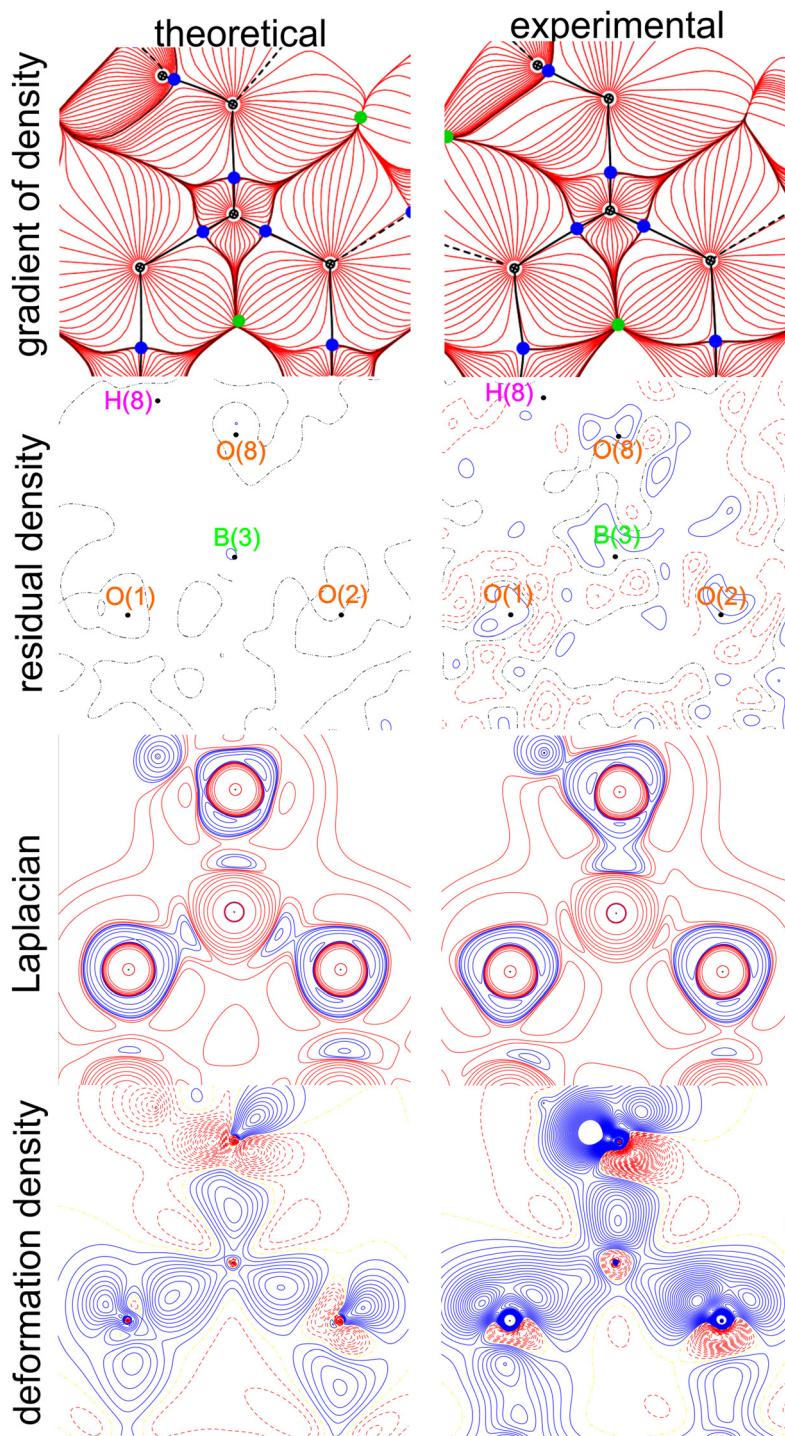 theoretical
experimental
gradient of density
residual density
H(8)
O(8)
B(3)
O(1)
O(2)
H(8)
O(8)
B(3)
O(1)
O(2)
Laplacian
deformation density